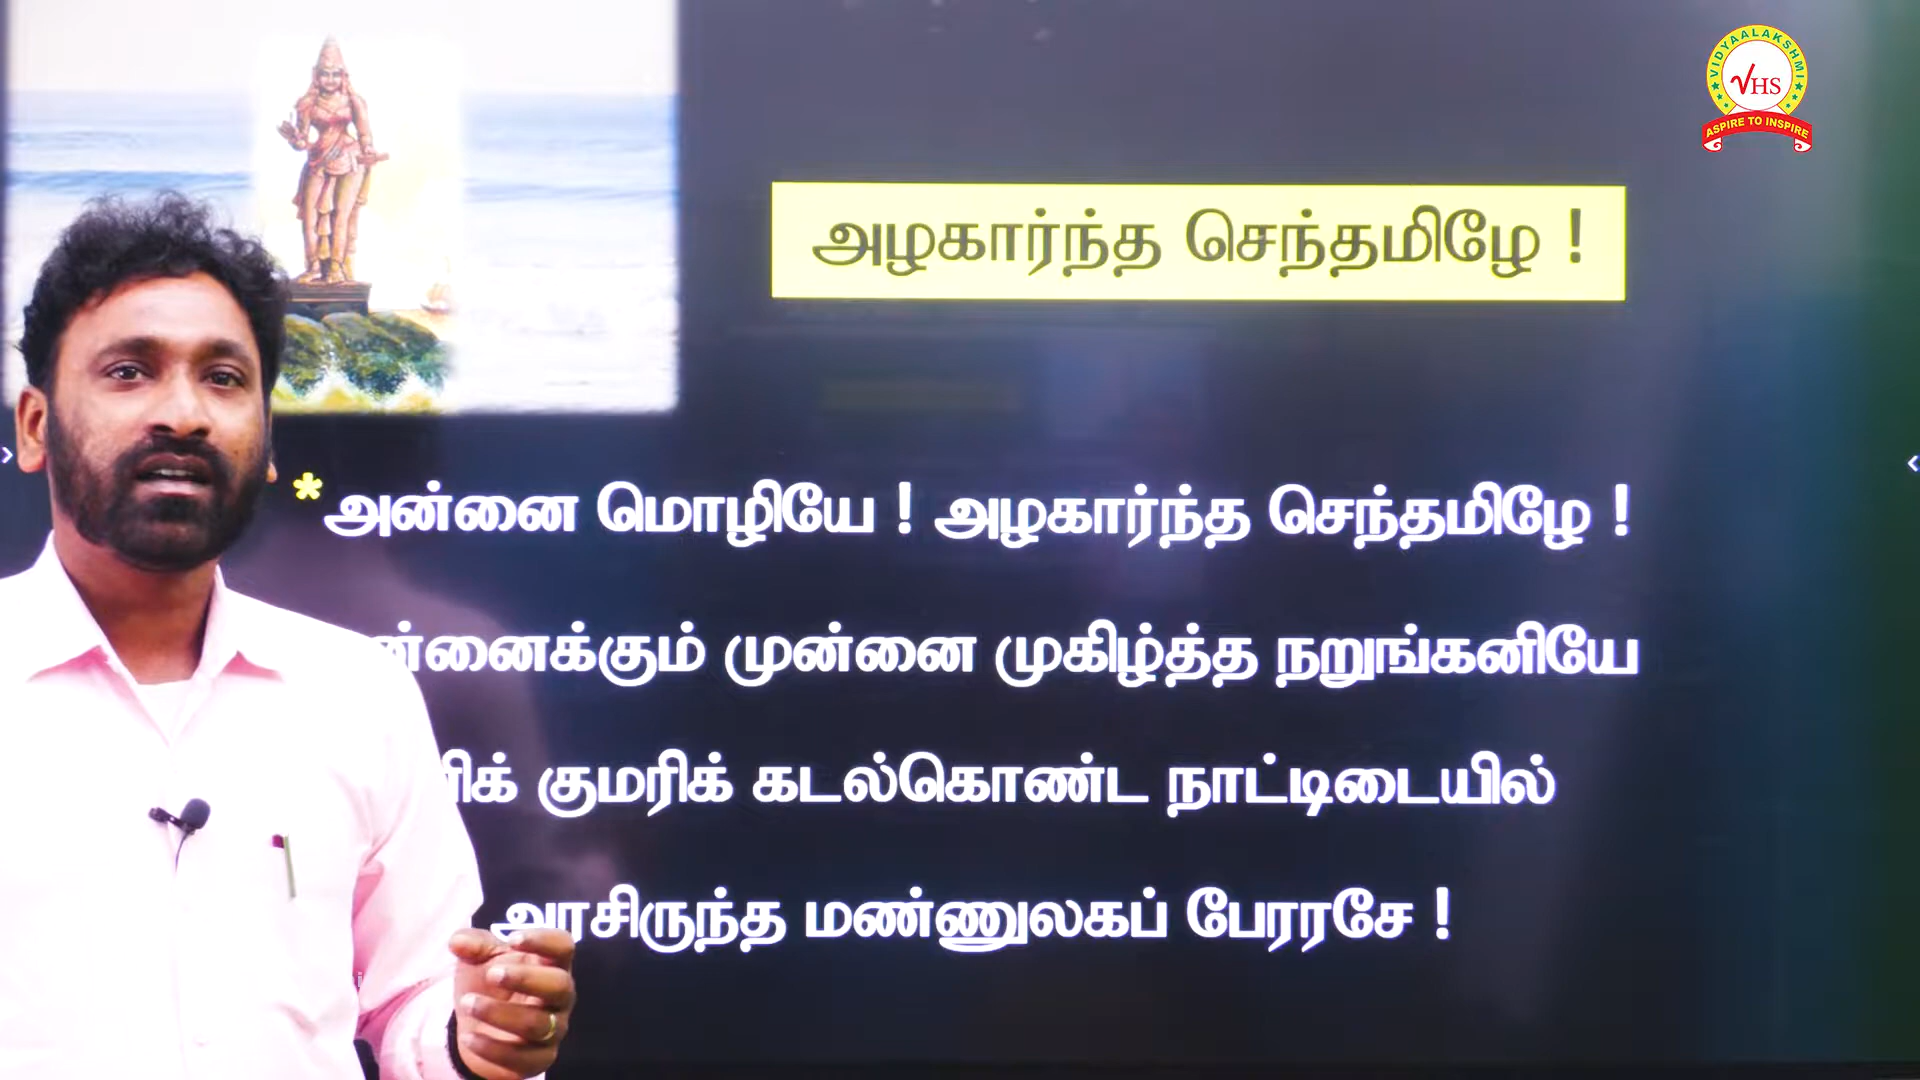 VIDYAALAKSHMI
VHS
ASPIRE TO INSPIRE
அழகார்ந்த செந்தமிழே !
* அன்னை மொழியே ! அழகார்ந்த செந்தமிழே !
முன்னை முகிழ்த்த நறுங்கனியே
குமரிக் கடல்கொண்ட நாட்டிடையில்
அரசிருந்த மண்ணுலகப் பேரரசே !